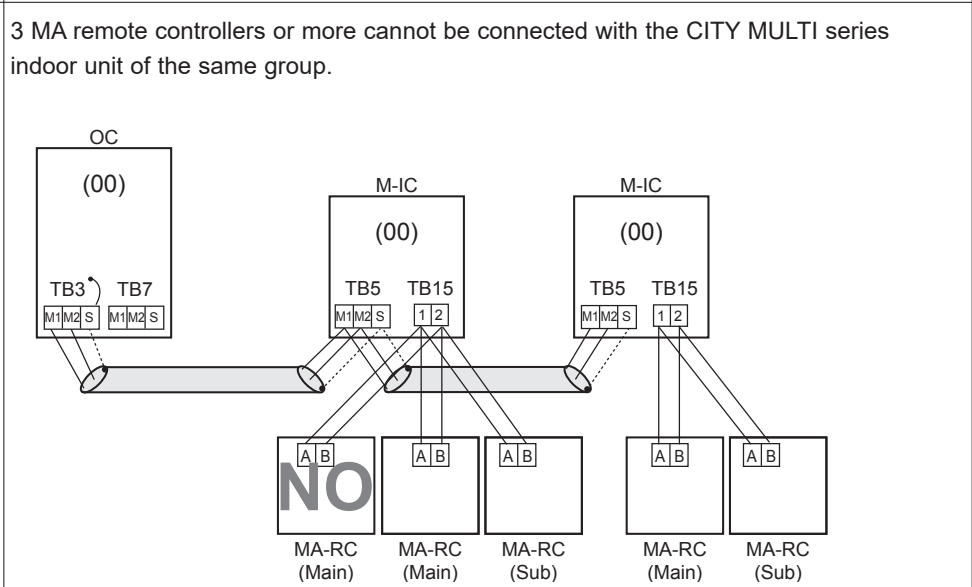 3 MA remote controllers or more cannot be connected with the CITY MULTI series
indoor unit of the same group.
OC
(00)
TB3 TB7
M1 M2 S M1 M2 S
M-IC
(00)
TB5 TB15
M1 M2 S 1 2
M-IC
(00)
TB5 TB15
M1 M2 S 1 2
A B
NO
MA-RC
(Main)
A B
MA-RC
(Main)
A B
MA-RC
(Sub)
A B
MA-RC
(Main)
A B
MA-RC
(Sub)